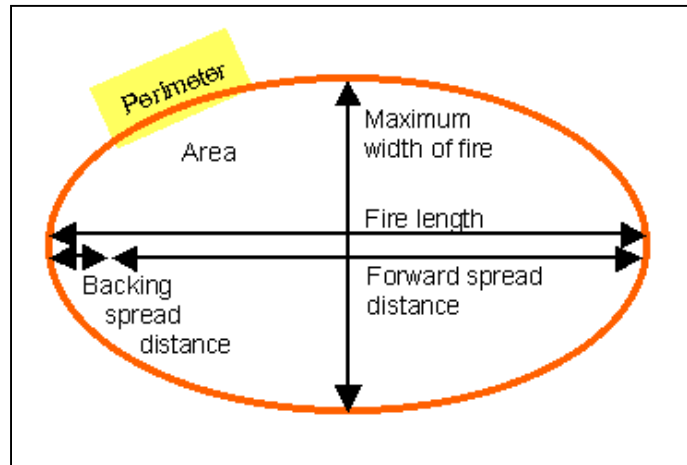 Perimeter
Area
Maximum
width of fire
Fire length
Backing
spread
distance
Forward spread
distance